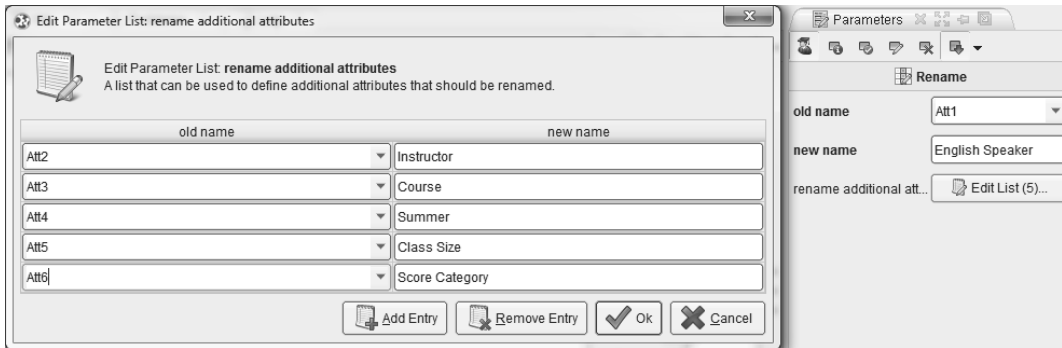 Edit Parameter List: rename additional attributes
Edit Parameter List: rename additional attributes
A list that can be used to define additional attributes that should be renamed.
old name new name
Att2 Instructor
Att3 Course
Att4 Summer
Att5 Class Size
Att6 Score Category
Add Entry Remove Entry Ok Cancel
Parameters
Rename
old name Att1
new name English Speaker
rename additional att... Edit List (5)...